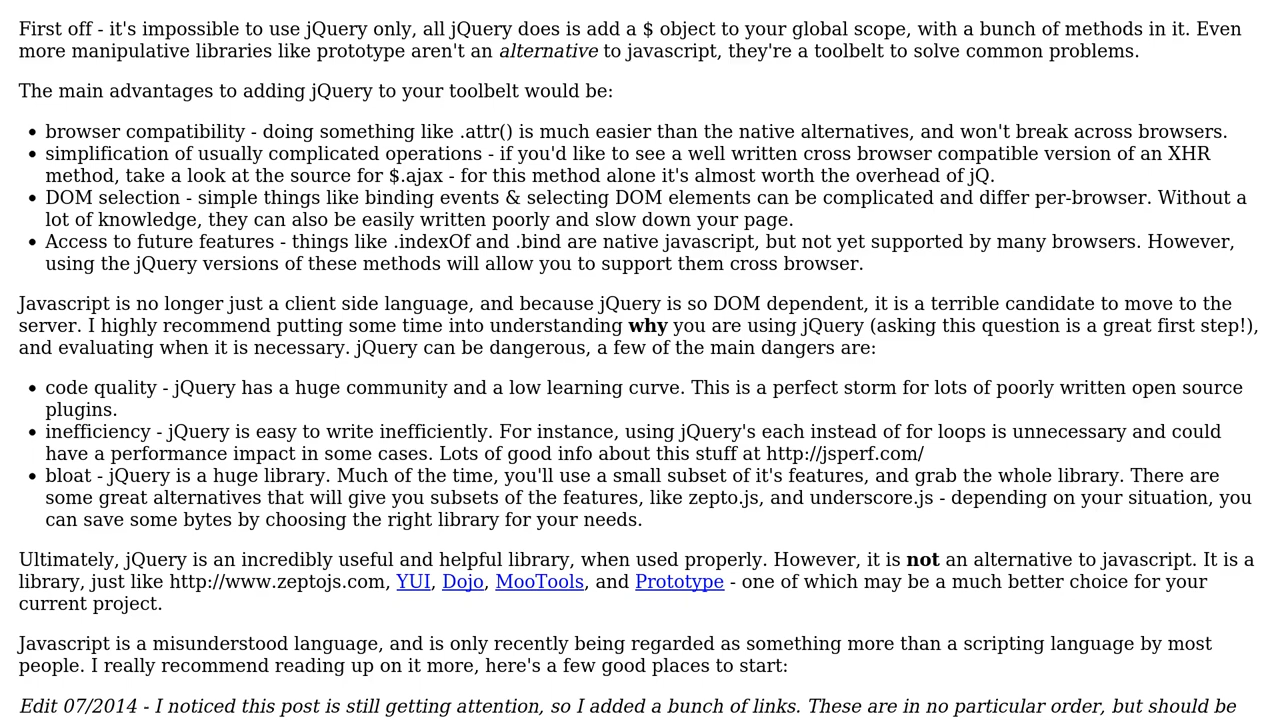 First off - it's impossible to use jQuery only, all jQuery does is add a $ object to your global scope, with a bunch of methods in it. Even
more manipulative libraries like prototype aren't an alternative to javascript, they're a toolbelt to solve common problems.
The main advantages to adding jQuery to your toolbelt would be:
• browser compatibility - doing something like .attr() is much easier than the native alternatives, and won't break across browsers.
• simplification of usually complicated operations - if you'd like to see a well written cross browser compatible version of an XHR
method, take a look at the source for $.ajax - for this method alone it's almost worth the overhead of jQ.
• DOM selection - simple things like binding events & selecting DOM elements can be complicated and differ per-browser. Without a
lot of knowledge, they can also be easily written poorly and slow down your page.
• Access to future features - things like .indexOf and .bind are native javascript, but not yet supported by many browsers. However,
using the jQuery versions of these methods will allow you to support them cross browser.
Javascript is no longer just a client side language, and because jQuery is so DOM dependent, it is a terrible candidate to move to the
server. I highly recommend putting some time into understanding why you are using jQuery (asking this question is a great first step!),
and evaluating when it is necessary. jQuery can be dangerous, a few of the main dangers are:
• code quality - jQuery has a huge community and a low learning curve. This is a perfect storm for lots of poorly written open source
plugins.
• inefficiency - jQuery is easy to write inefficiently. For instance, using jQuery's each instead of for loops is unnecessary and could
have a performance impact in some cases. Lots of good info about this stuff at http://jsperf.com/
• bloat - jQuery is a huge library. Much of the time, you'll use a small subset of it's features, and grab the whole library. There are
some great alternatives that will give you subsets of the features, like zepto.js, and underscore.js - depending on your situation, you
can save some bytes by choosing the right library for your needs.
Ultimately, jQuery is an incredibly useful and helpful library, when used properly. However, it is not an alternative to javascript. It is a
library, just like http://www.zeptojs.com, YUI, Dojo, MooTools, and Prototype - one of which may be a much better choice for your
current project.
Javascript is a misunderstood language, and is only recently being regarded as something more than a scripting language by most
people. I really recommend reading up on it more, here's a few good places to start:
Edit 07/2014 - I noticed this post is still getting attention, so I added a bunch of links. These are in no particular order, but should be